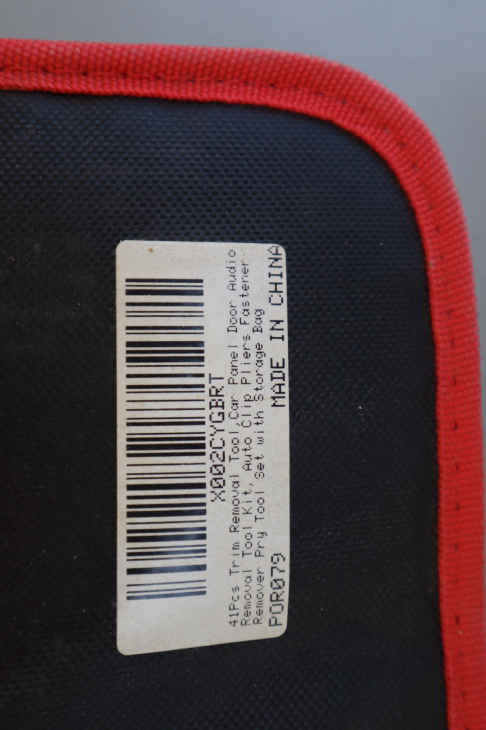 X002CYGBRT
41Pcs Trim Removal Tool,Car Panel Door Audio
Removal Tool Kit, Auto Clip Pliers Fastener
Remover Pry Tool Set with Storage Bag
POR079 MADE IN CHINA